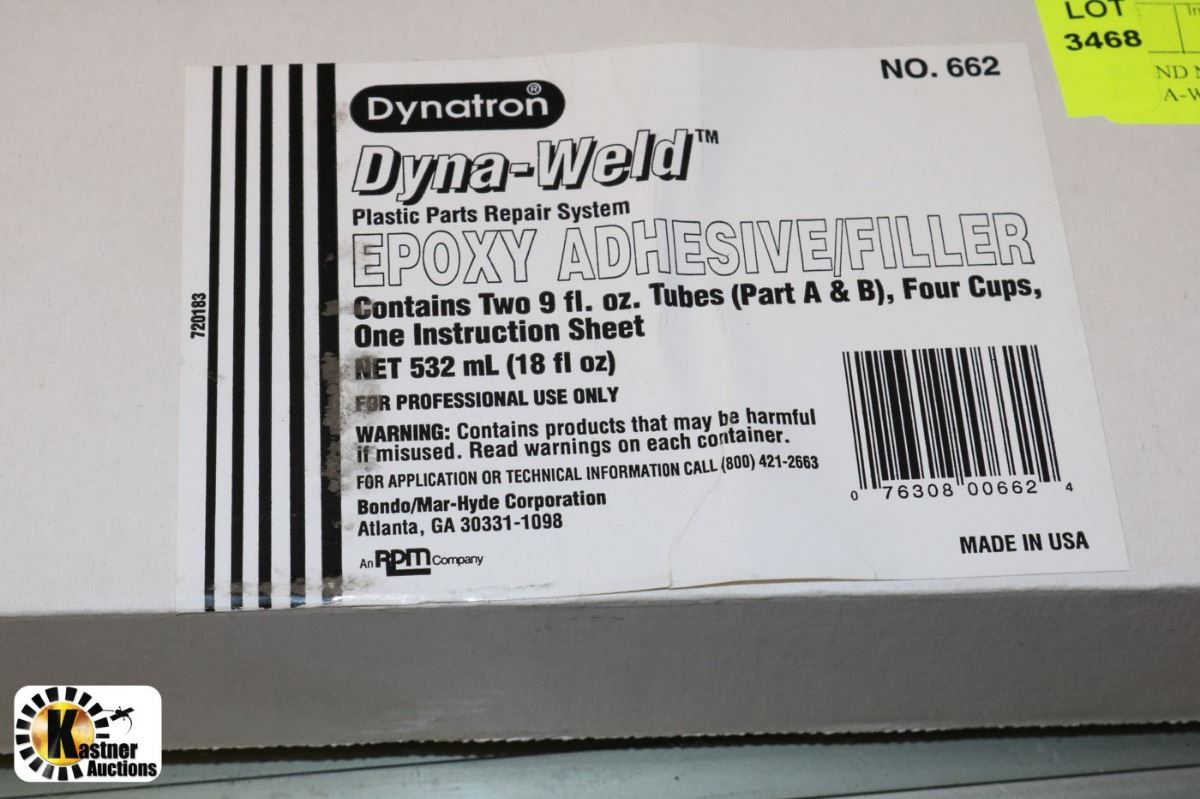 LOT
3468
ND
A-W
NO. 662
Dynatron®
Dyna-Weld™
Plastic Parts Repair System
EPOXY ADHESIVE/FILLER
Contains Two 9 fl. oz. Tubes (Part A & B), Four Cups,
One Instruction Sheet
NET 532 mL (18 fl oz)
FOR PROFESSIONAL USE ONLY
WARNING: Contains products that may be harmful
if misused. Read warnings on each container.
FOR APPLICATION OR TECHNICAL INFORMATION CALL (800) 421-2663
Bondo/Mar-Hyde Corporation
Atlanta, GA 30331-1098
An RPM Company
720183
0 76308 00662 4
MADE IN USA
Kastner
Auctions